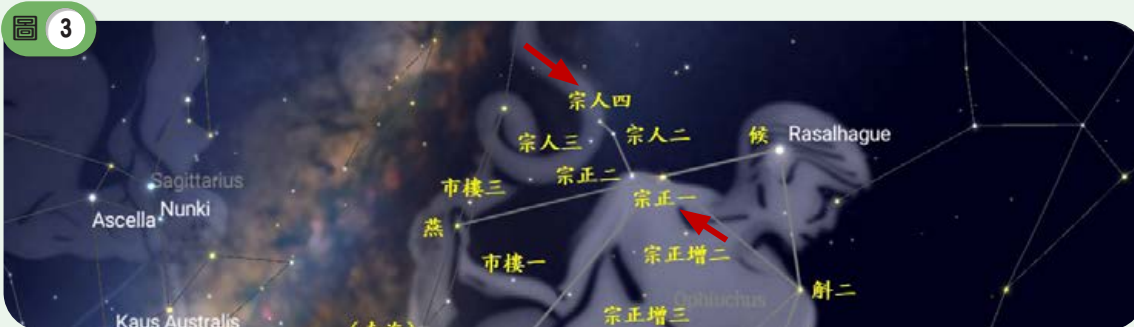 圖 3
宗人四
宗人三
宗人二
候
Rasalhague
宗正二
市樓三
宗正一
Sagittarius
Nunki
Ascella
燕
宗正增二
市樓一
斛二
Ophiuchus
宗正增三
Kaus Australis